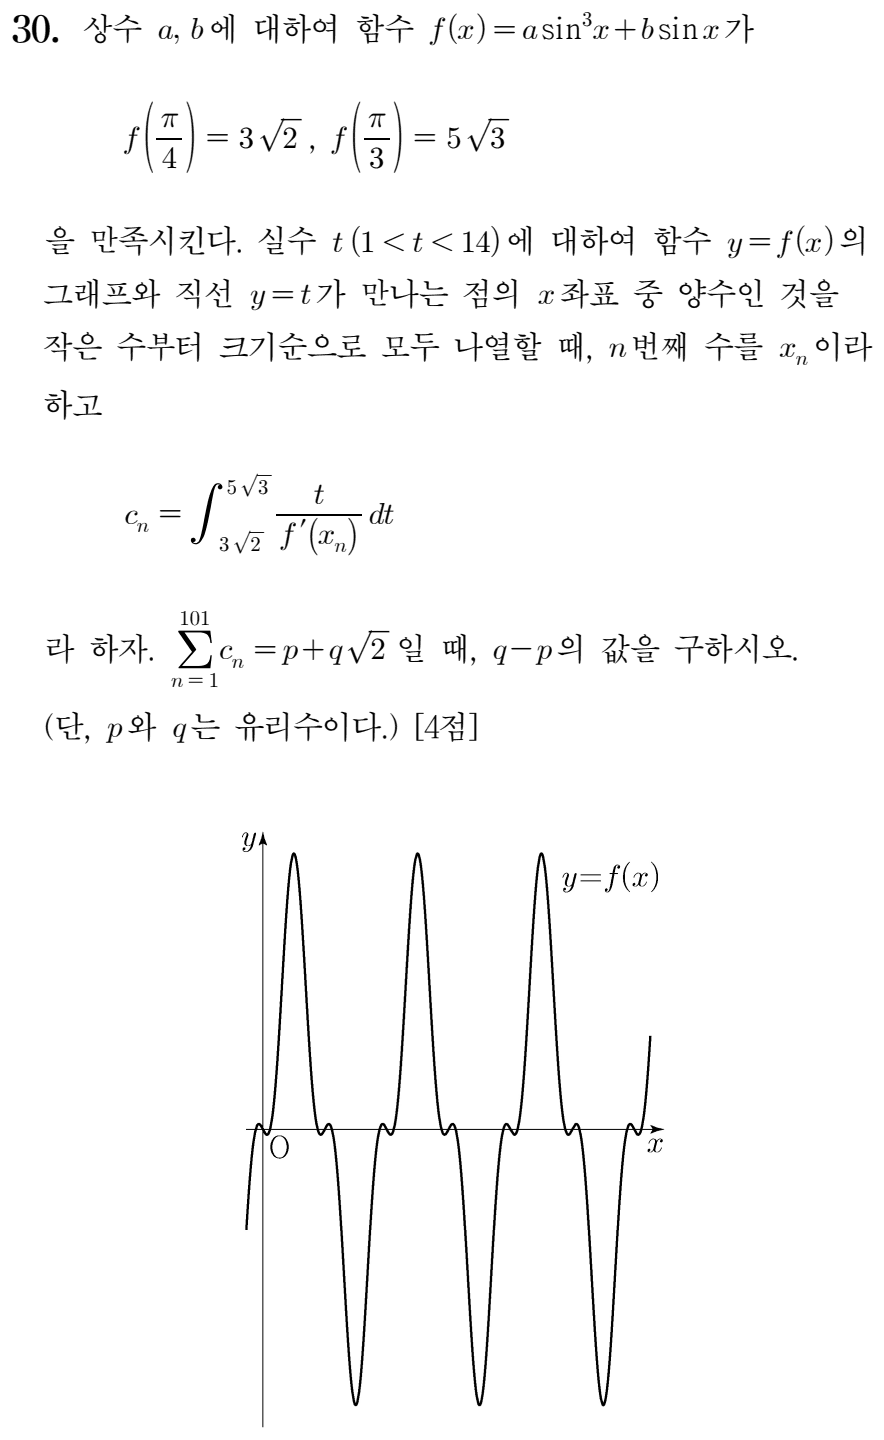 30. 상수 a, b에 대하여 함수 f(x)=a sin³x+b sin x가
f(π/4)=3√2, f(π/3)=5√3
을 만족시킨다. 실수 t(1<t<14)에 대하여 함수 y=f(x)의
그래프와 직선 y=t가 만나는 점의 x좌표 중 양수인 것을
작은 수부터 크기순으로 모두 나열할 때, n번째 수를 xₙ이라
하고
cₙ=∫_{3√2}^{5√3} t/f′(xₙ) dt
라 하자. ∑_{n=1}^{101} cₙ=p+q√2일 때, q-p의 값을 구하시오.
(단, p와 q는 유리수이다.) [4점]
y
y=f(x)
O
x